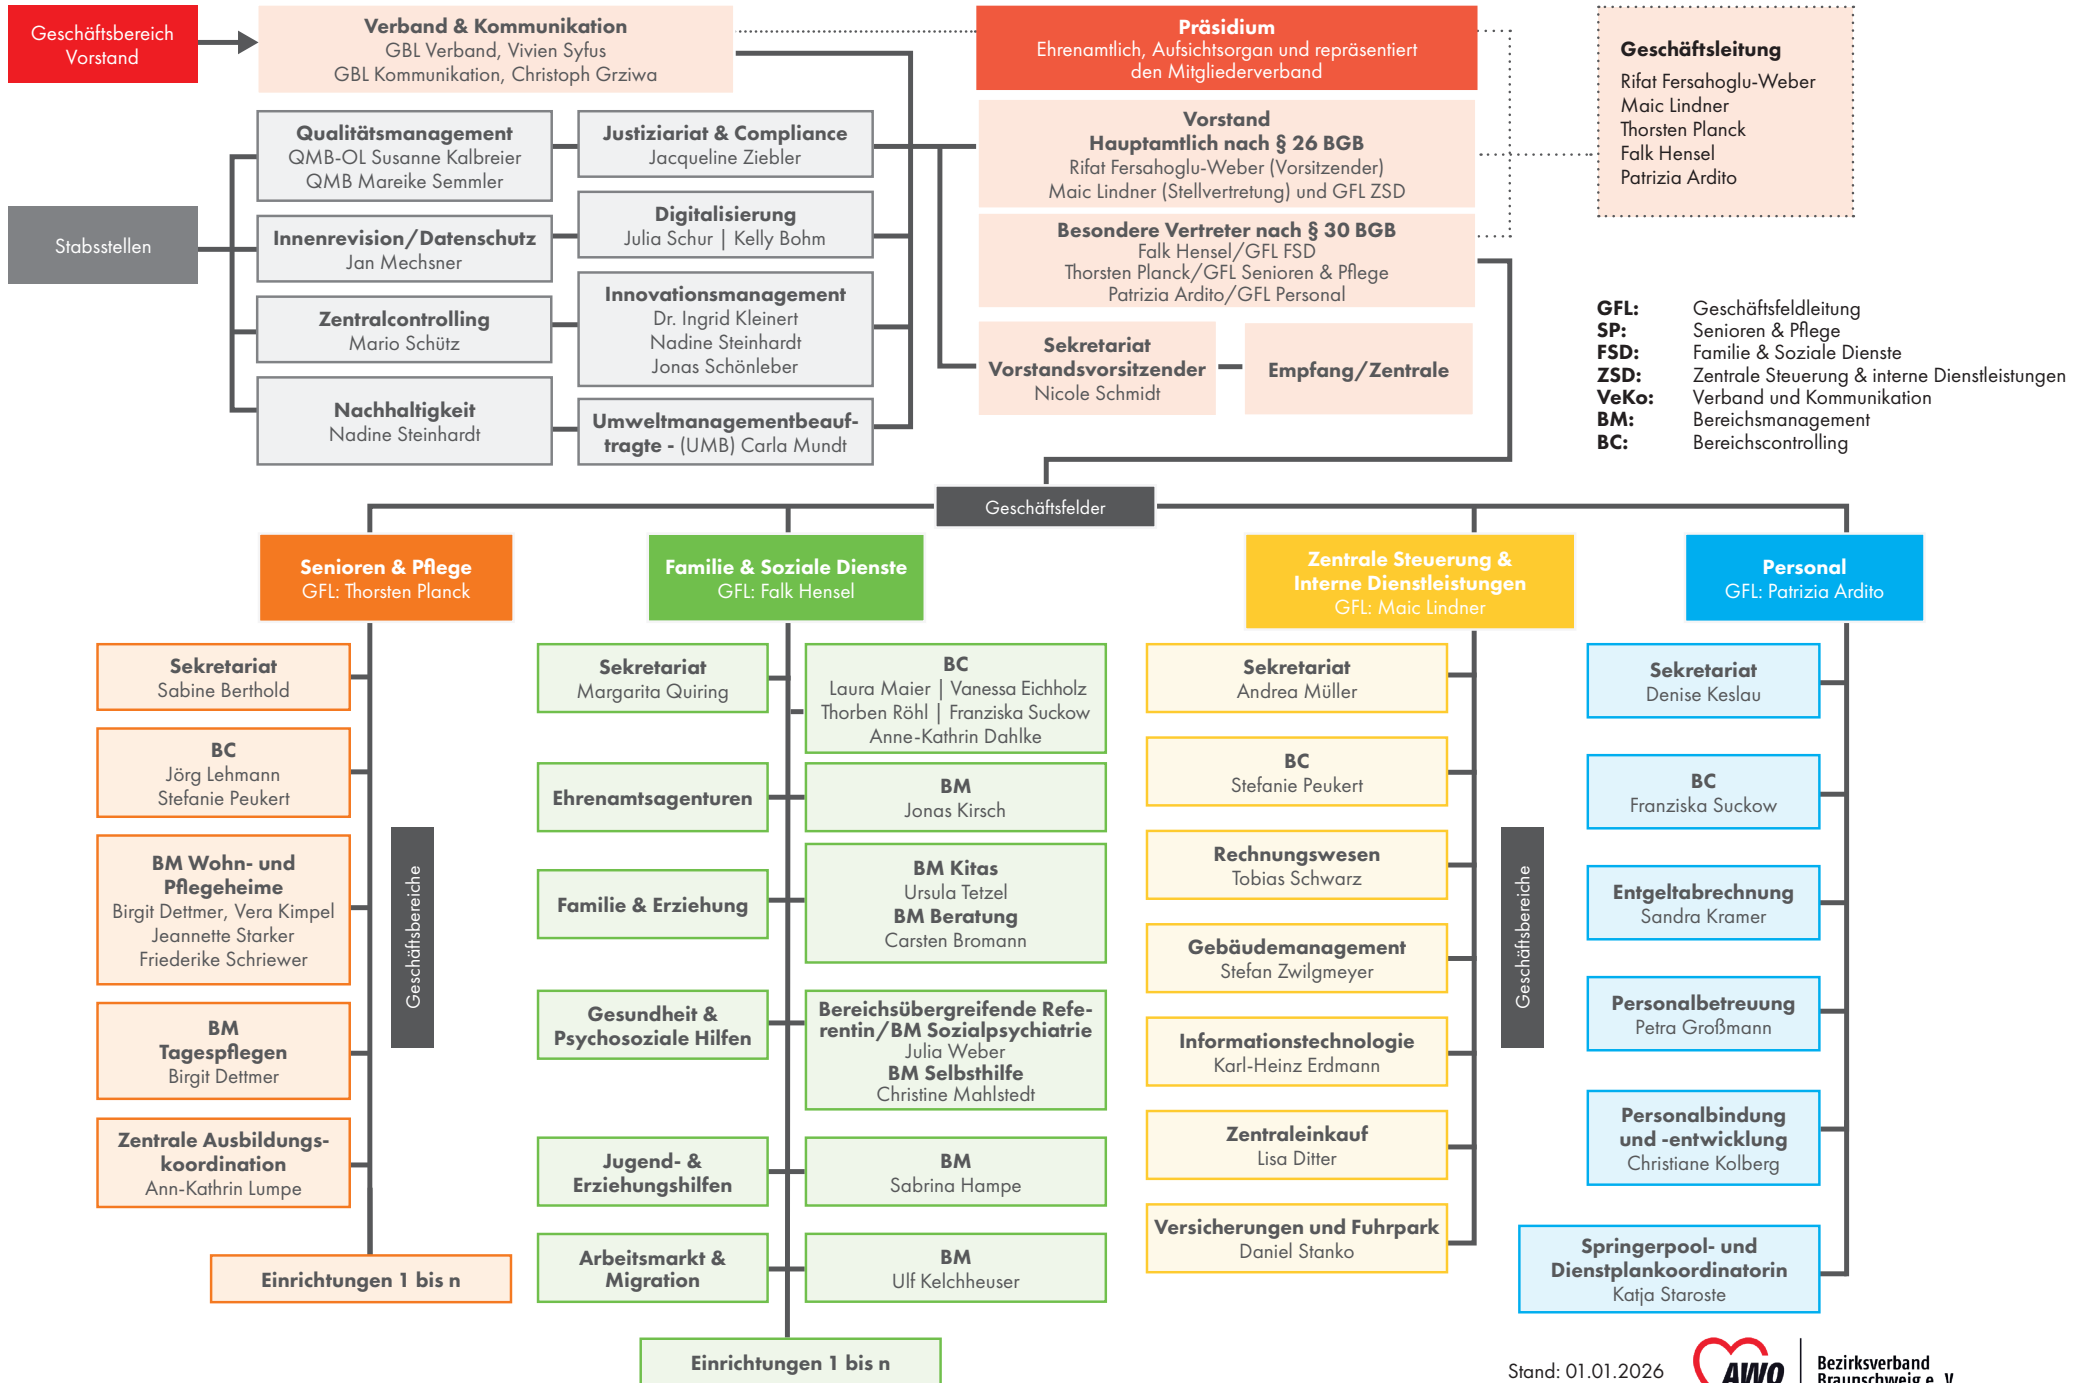 Geschäftsbereich
Vorstand
Verband & Kommunikation
GBL Verband, Vivien Syfus
GBL Kommunikation, Christoph Grziwa
Präsidium
Ehrenamtlich, Aufsichtsorgan und repräsentiert
den Mitgliederverband
Geschäftsleitung
Rifat Fersahoglu-Weber
Maic Lindner
Thorsten Planck
Falk Hensel
Patrizia Ardito
Stabsstellen
Qualitätsmanagement
QMB-OL Susanne Kalbreier
QMB Mareike Semmler
Justiziariat & Compliance
Jacqueline Ziebler
Innenrevision/Datenschutz
Jan Mechsner
Digitalisierung
Julia Schur | Kelly Bohm
Zentralcontrolling
Mario Schütz
Innovationsmanagement
Dr. Ingrid Kleinert
Nadine Steinhardt
Jonas Schönleber
Nachhaltigkeit
Nadine Steinhardt
Umweltmanagementbeauf-
tragte - (UMB) Carla Mundt
Vorstand
Hauptamtlich nach § 26 BGB
Rifat Fersahoglu-Weber (Vorsitzender)
Maic Lindner (Stellvertretung) und GFL ZSD
Besondere Vertreter nach § 30 BGB
Falk Hensel/GFL FSD
Thorsten Planck/GFL Senioren & Pflege
Patrizia Ardito/GFL Personal
Sekretariat
Vorstandsvorsitzender
Nicole Schmidt
Empfang/Zentrale
GFL: Geschäftsfeldleitung
SP: Senioren & Pflege
FSD: Familie & Soziale Dienste
ZSD: Zentrale Steuerung & interne Dienstleistungen
VeKo: Verband und Kommunikation
BM: Bereichsmanagement
BC: Bereichscontrolling
Geschäftsfelder
Senioren & Pflege
GFL: Thorsten Planck
Sekretariat
Sabine Berthold
BC
Jörg Lehmann
Stefanie Peukert
BM Wohn- und
Pflegeheime
Birgit Dettmer, Vera Kimpel
Jeannette Starker
Friederike Schriewer
BM
Tagespflegen
Birgit Dettmer
Zentrale Ausbildungs-
koordination
Ann-Kathrin Lumpe
Einrichtungen 1 bis n
Geschäftsbereiche
Familie & Soziale Dienste
GFL: Falk Hensel
Sekretariat
Margarita Quiring
BC
Laura Maier | Vanessa Eichholz
Thorben Röhl | Franziska Suckow
Anne-Kathrin Dahlke
Ehrenamtsagenturen
BM
Jonas Kirsch
Familie & Erziehung
BM Kitas
Ursula Tetzel
BM Beratung
Carsten Bromann
Gesundheit &
Psychosoziale Hilfen
Bereichsübergreifende Refe-
rentin/BM Sozialpsychiatrie
Julia Weber
BM Selbsthilfe
Christine Mahlstedt
Jugend- &
Erziehungshilfen
BM
Sabrina Hampe
Arbeitsmarkt &
Migration
BM
Ulf Kelchheuser
Einrichtungen 1 bis n
Zentrale Steuerung &
Interne Dienstleistungen
GFL: Maic Lindner
Sekretariat
Andrea Müller
BC
Stefanie Peukert
Rechnungswesen
Tobias Schwarz
Gebäudemanagement
Stefan Zwilgmeyer
Informationstechnologie
Karl-Heinz Erdmann
Zentraleinkauf
Lisa Ditter
Versicherungen und Fuhrpark
Daniel Stanko
Geschäftsbereiche
Personal
GFL: Patrizia Ardito
Sekretariat
Denise Keslau
BC
Franziska Suckow
Entgeltabrechnung
Sandra Kramer
Personalbetreuung
Petra Großmann
Personalbindung
und -entwicklung
Christiane Kolberg
Springerpool- und
Dienstplankoordinatorin
Katja Staroste
Stand: 01.01.2026
AWO
Bezirksverband
Braunschweig e. V.